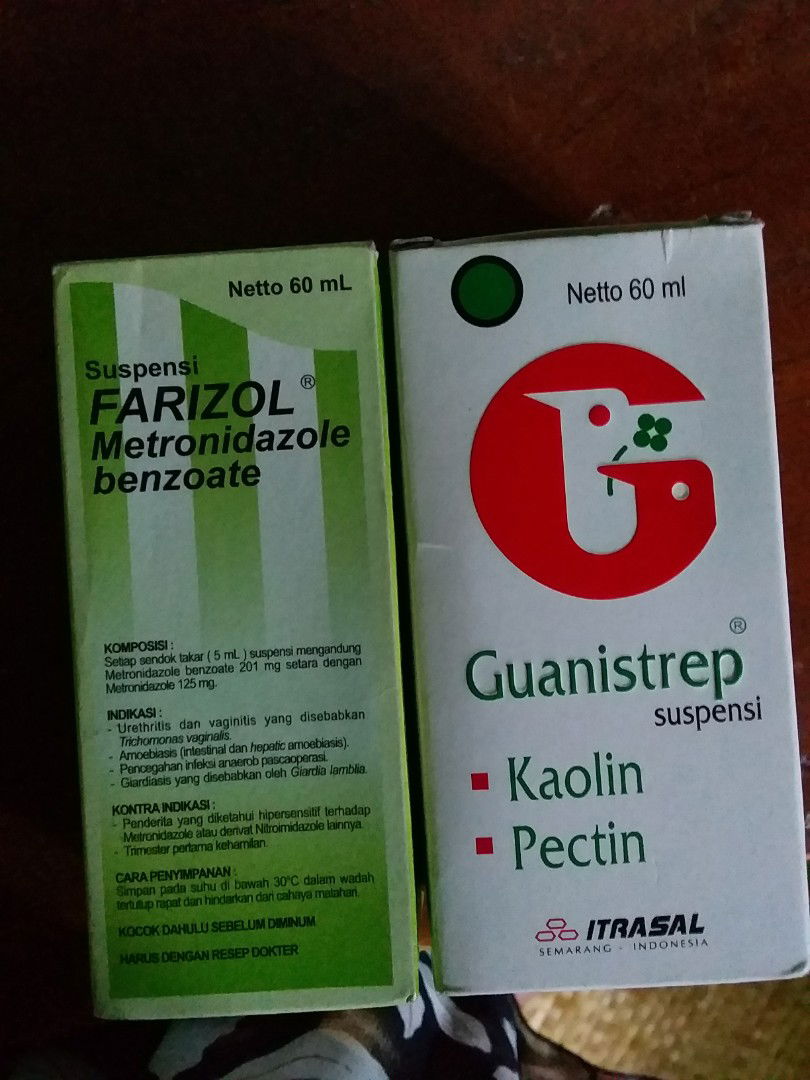 Netto 60 mL
Suspensi
FARIZOL ®
Metronidazole
benzoate
KOMPOSISI :
Setiap sendok takar ( 5 mL ) suspensi mengandung
Metronidazole benzoate 201 mg setara dengan
Metronidazole 125 mg.
INDIKASI :
- Urethritis dan vaginitis yang disebabkan
Trichomonas vaginalis.
- Amoebiasis (intestinal dan hepatic amoebiasis).
- Pencegahan infeksi anaerob pascaoperasi.
- Giardiasis yang disebabkan oleh Giardia lamblia.
KONTRA INDIKASI :
- Penderita yang diketahui hipersensitif terhadap
Metronidazole atau derivat Nitroimidazole lainnya.
- Trimester pertama kehamilan.
CARA PENYIMPANAN :
Simpan pada suhu di bawah 30°C dalam wadah
tertutup rapat dan hindarkan dari cahaya matahari.
KOCOK DAHULU SEBELUM DIMINUM
HARUS DENGAN RESEP DOKTER
Netto 60 ml
Guanistrep ®
suspensi
Kaolin
Pectin
ITRASAL
SEMARANG - INDONESIA